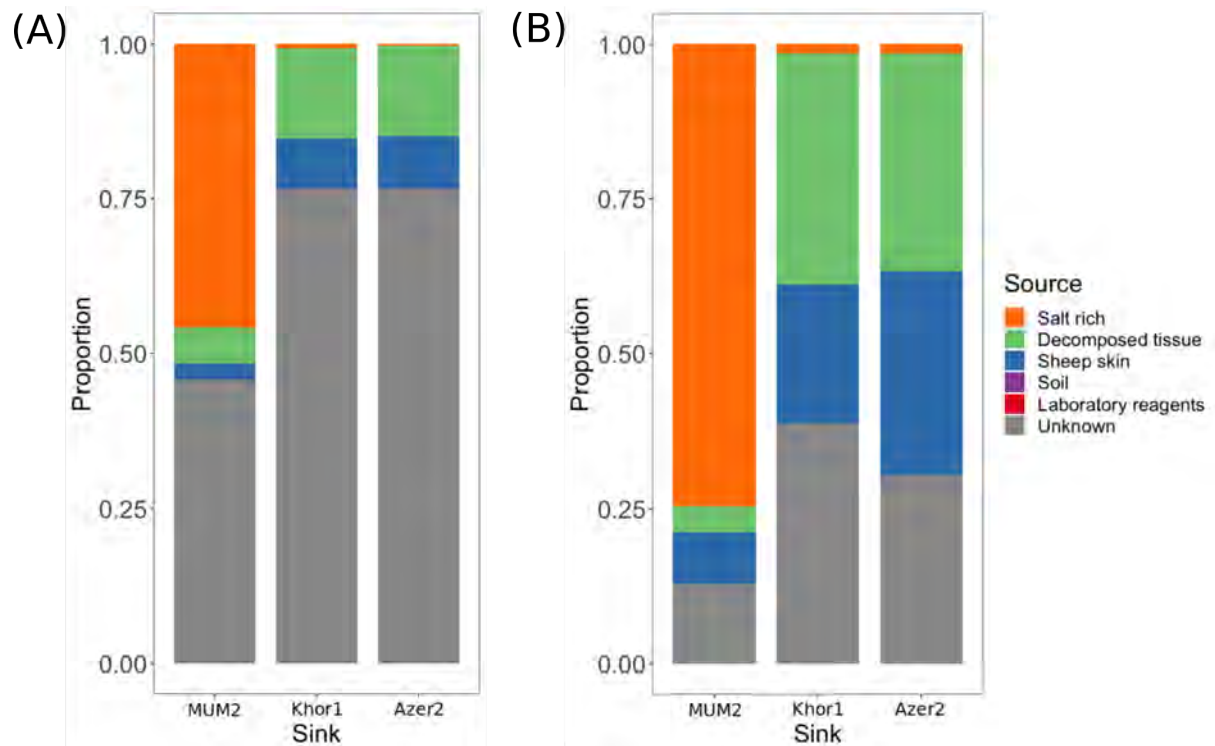 (A)
1.00
0.75
0.50
0.25
0.00
Proportion
MUM2 Khor1 Azer2
Sink
(B)
1.00
0.75
0.50
0.25
0.00
Proportion
MUM2 Khor1 Azer2
Sink
Source
Salt rich
Decomposed tissue
Sheep skin
Soil
Laboratory reagents
Unknown